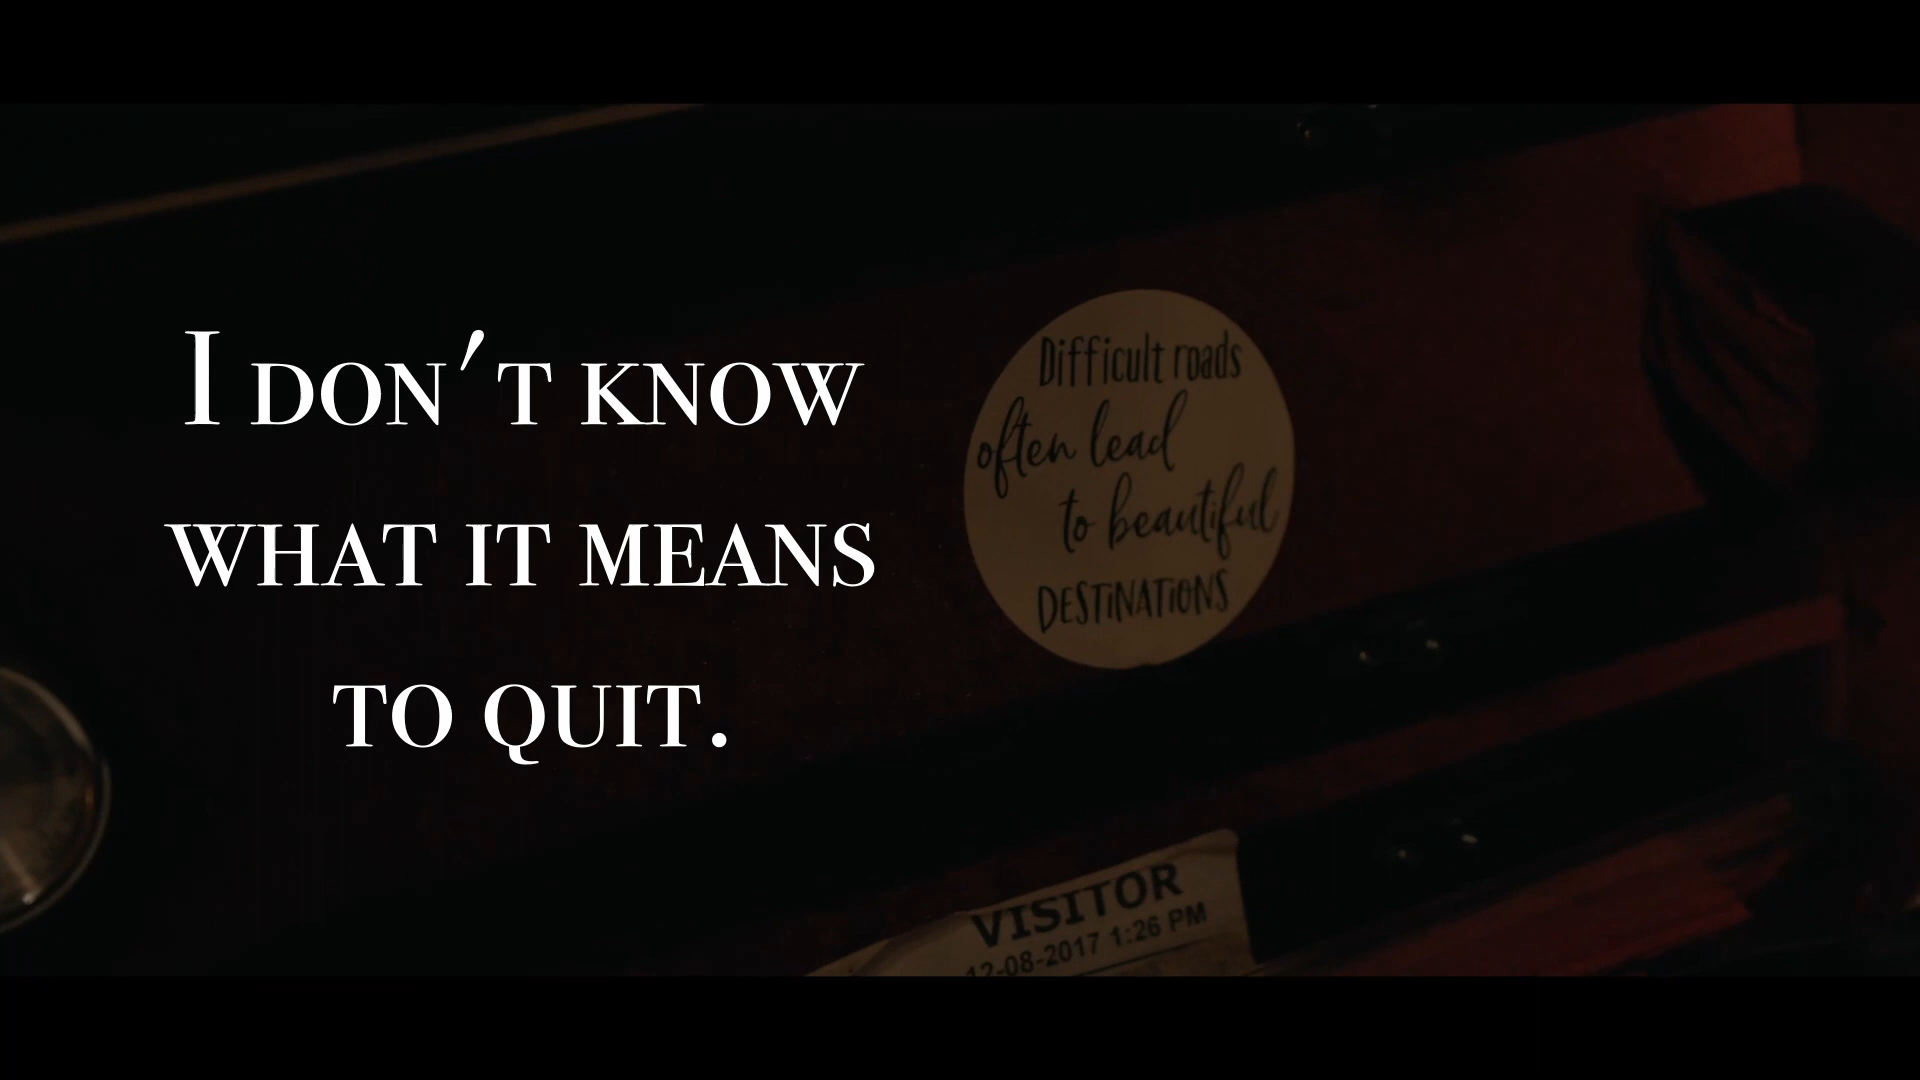 I DON'T KNOW
WHAT IT MEANS
TO QUIT.
Difficult roads
often lead
to beautiful
DESTINATIONS
VISITOR
12-08-2017 1:26 PM